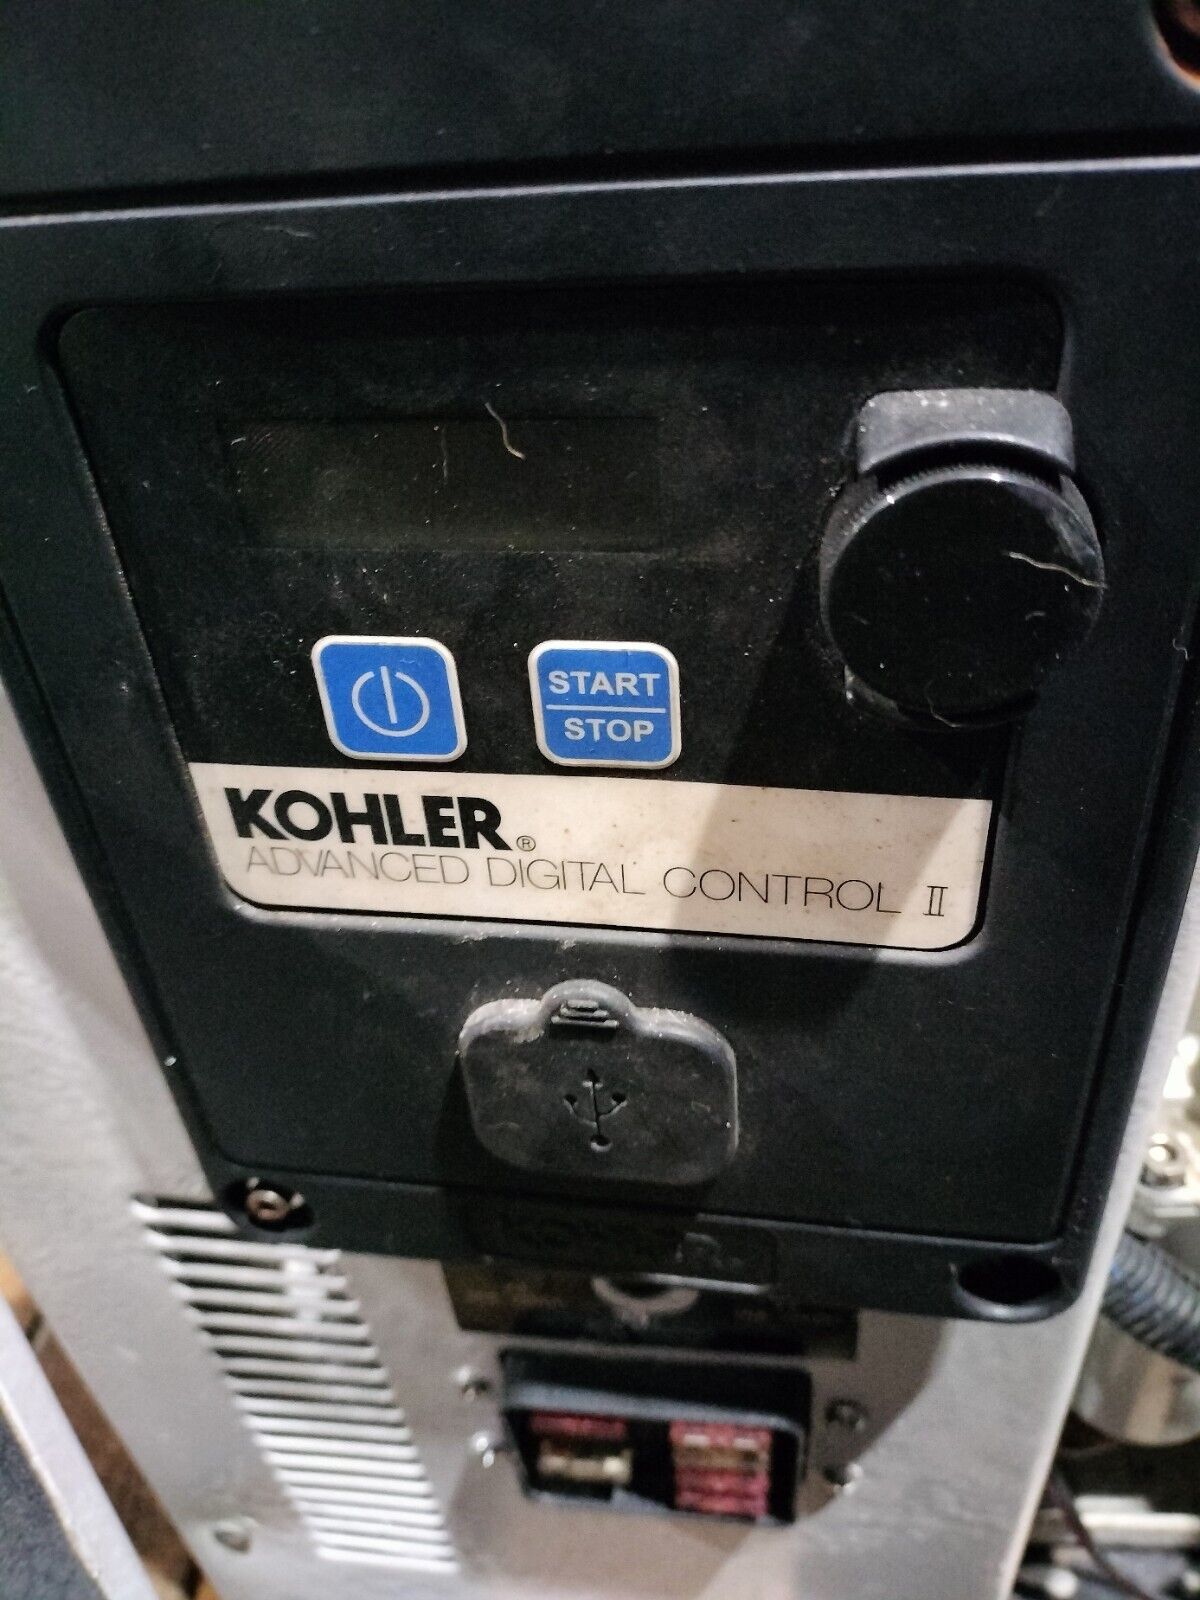 START
STOP
KOHLER®
ADVANCED DIGITAL CONTROL II